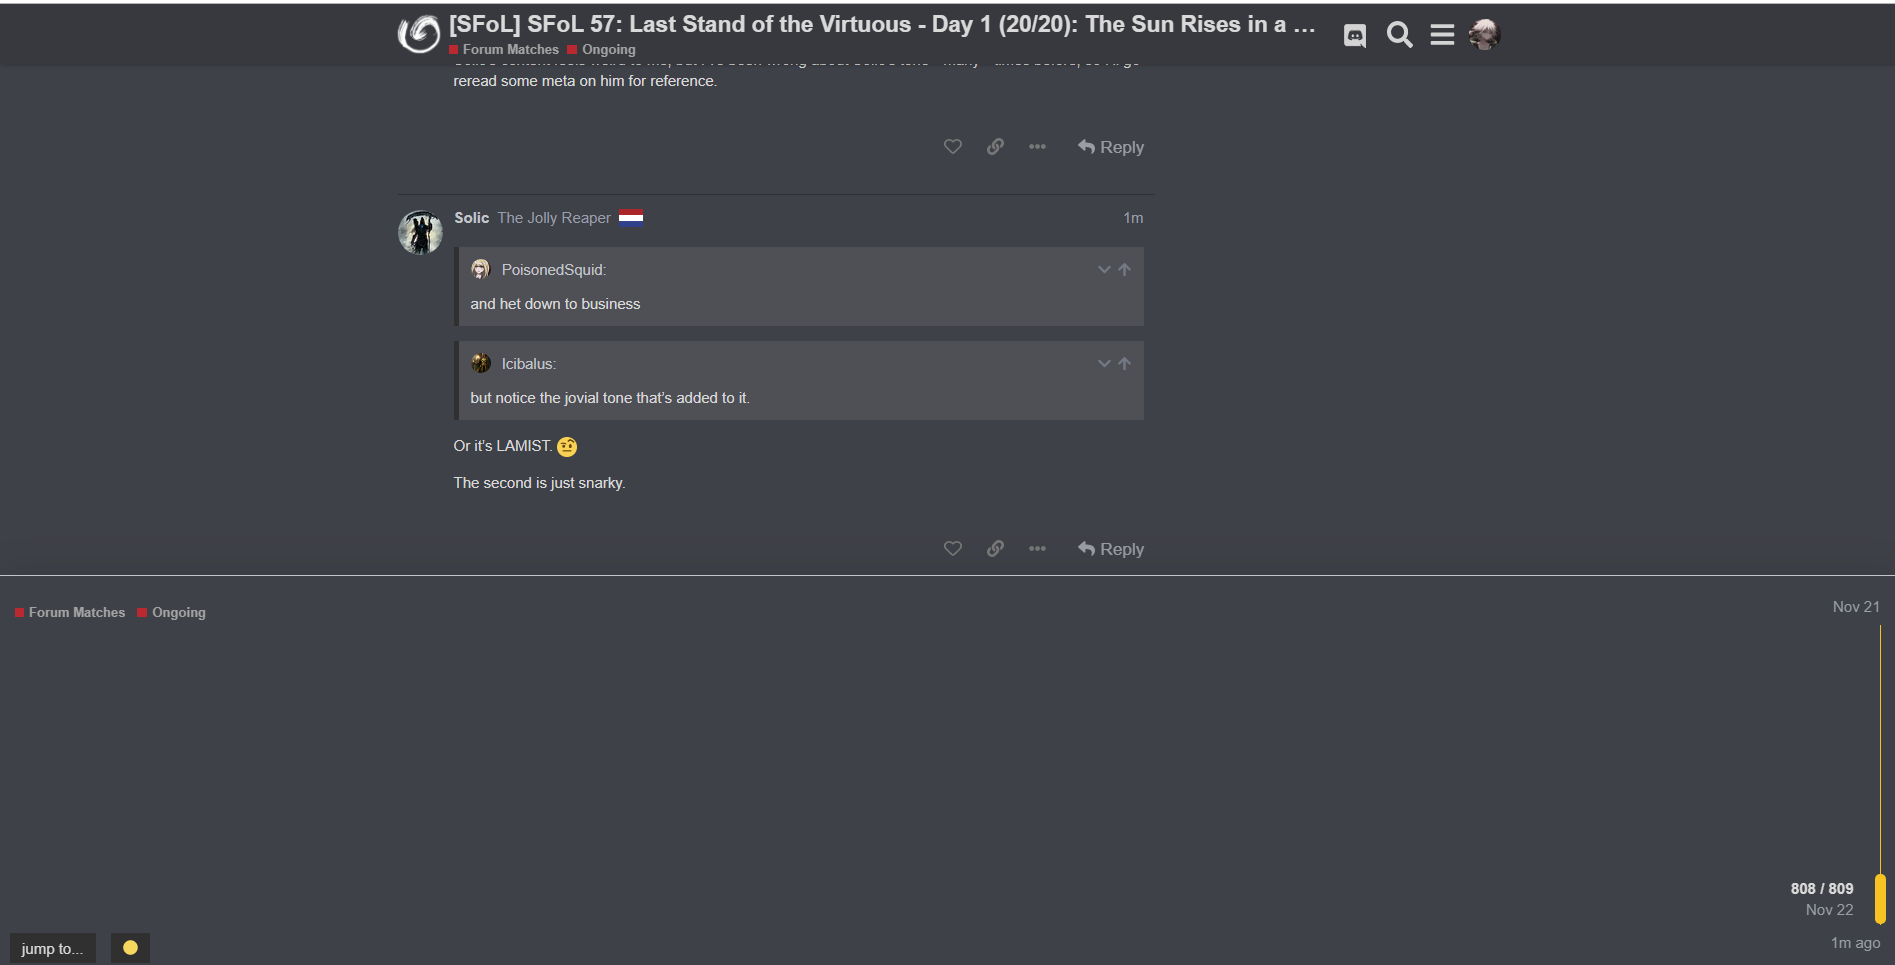 [SFoL] SFoL 57: Last Stand of the Virtuous - Day 1 (20/20): The Sun Rises in a ...
Forum Matches Ongoing
reread some meta on him for reference.
Reply
Solic The Jolly Reaper 1m
PoisonedSquid:
and het down to business
Icibalus:
but notice the jovial tone that's added to it.
Or it's LAMIST.
The second is just snarky.
Reply
Forum Matches Ongoing
Nov 21
808 / 809
Nov 22
1m ago
jump to...